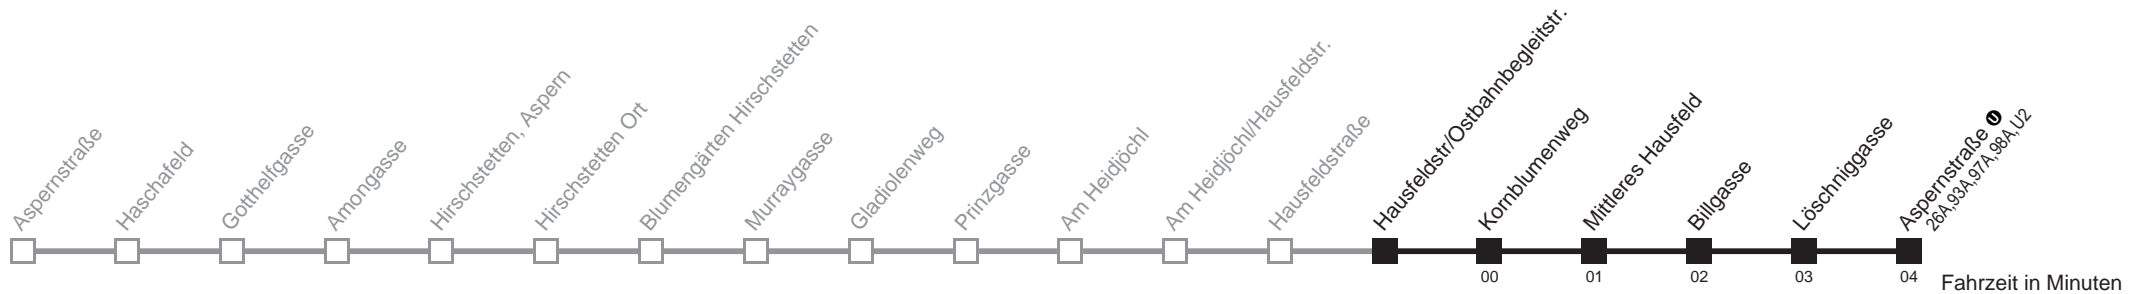 Aspernstraße
Haschafeld
Gotthelfgasse
Amongasse
Hirschstetten, Aspern
Hirschstetten Ort
Blumengärten Hirschstetten
Murraygasse
Gladiolenweg
Prinzgasse
Am Heidjöchl
Am Heidjöchl/Hausfeldstr.
Hausfeldstraße
Hausfeldstr/Ostbahnbegleitstr.
Kornblumenweg
Mittleres Hausfeld
Billgasse
Löschniggasse
Aspernstraße U
26A,93A,97A,98A,U2
00 01 02 03 04 Fahrzeit in Minuten